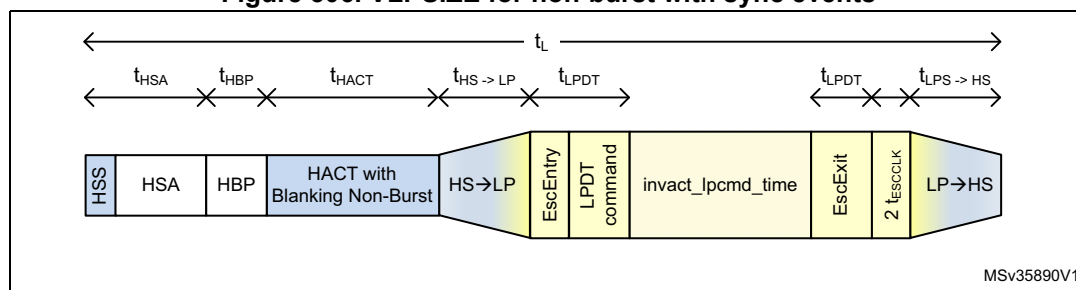 Figure VLPSIZE for non-burst with sync events
tL
tHSA tHBP tHACT tHS -> LP tLPDT tLPDT tLPS -> HS
HSS
HSA
HBP
HACT with
Blanking Non-Burst
HS→LP
EscEntry
LPDT
command
invact_lpcmd_time
EscExit
2 tESCCLK
LP→HS
MSv35890V1